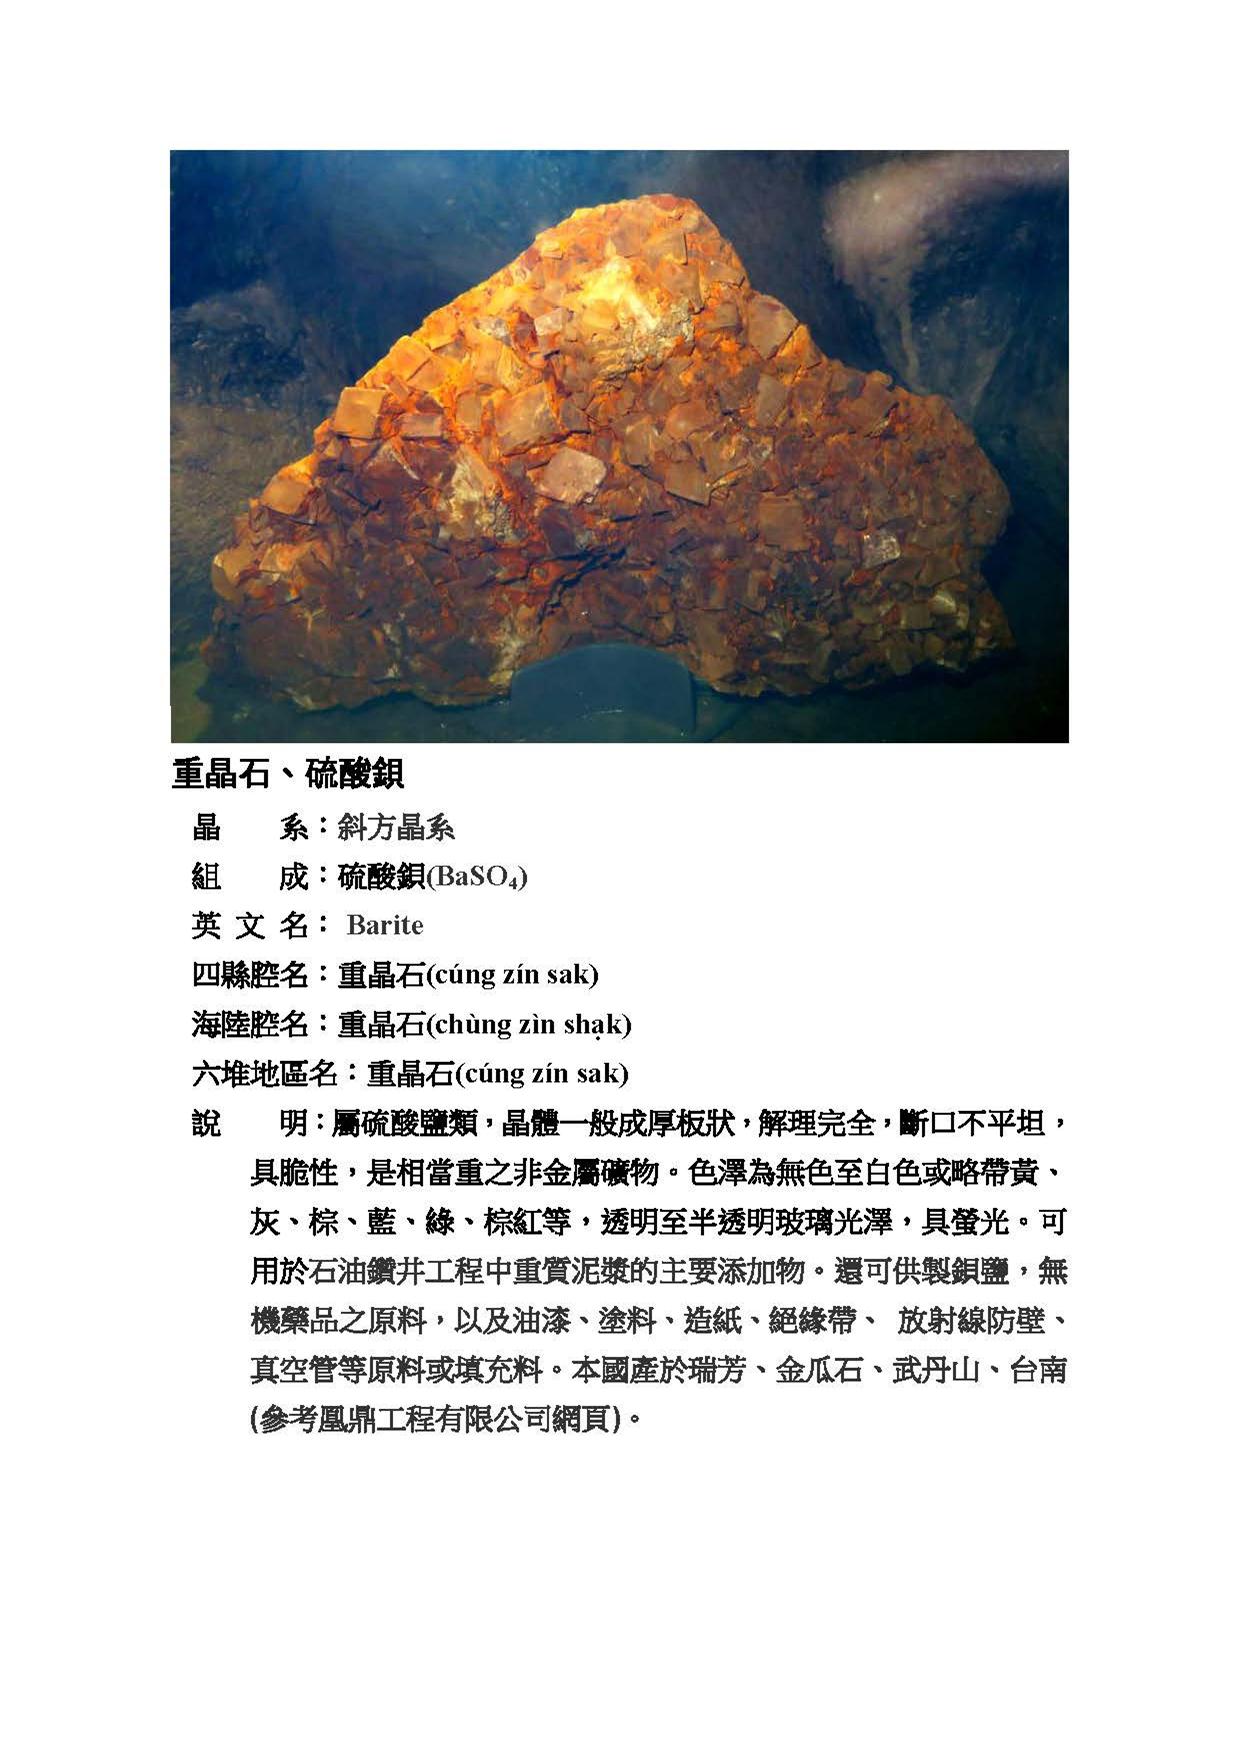 重晶石、硫酸鋇
晶　　系：斜方晶系
組　　成：硫酸鋇(BaSO₄)
英 文 名： Barite
四縣腔名：重晶石(cúng zín sak)
海陸腔名：重晶石(chùng zìn shạk)
六堆地區名：重晶石(cúng zín sak)
說　　明：屬硫酸鹽類，晶體一般成厚板狀，解理完全，斷口不平坦，
具脆性，是相當重之非金屬礦物。色澤為無色至白色或略帶黃、
灰、棕、藍、綠、棕紅等，透明至半透明玻璃光澤，具螢光。可
用於石油鑽井工程中重質泥漿的主要添加物。還可供製鋇鹽，無
機藥品之原料，以及油漆、塗料、造紙、絕緣帶、 放射線防壁、
真空管等原料或填充料。本國產於瑞芳、金瓜石、武丹山、台南
(參考凰鼎工程有限公司網頁)。